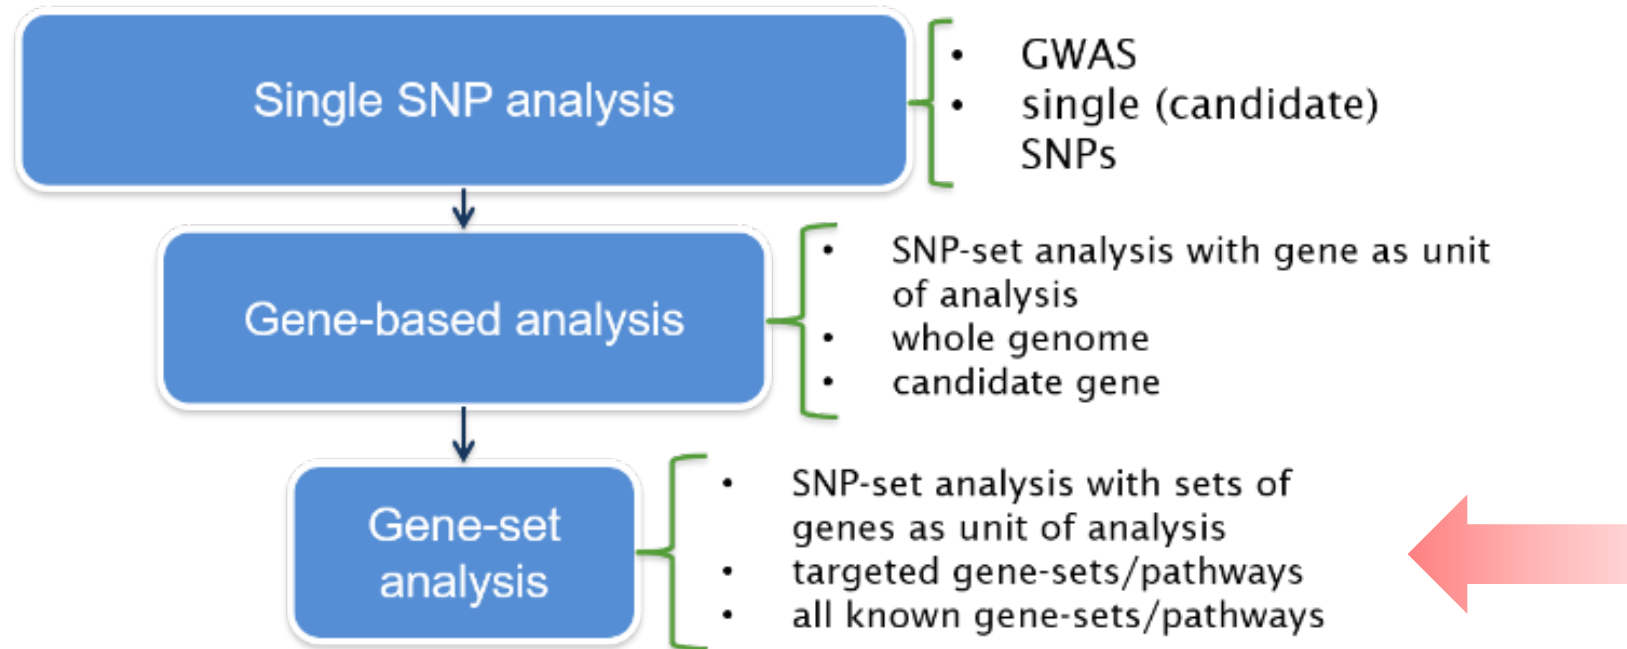 Single SNP analysis
• GWAS
• single (candidate)
SNPs
Gene-based analysis
• SNP-set analysis with gene as unit
of analysis
• whole genome
• candidate gene
Gene-set
analysis
• SNP-set analysis with sets of
genes as unit of analysis
• targeted gene-sets/pathways
• all known gene-sets/pathways